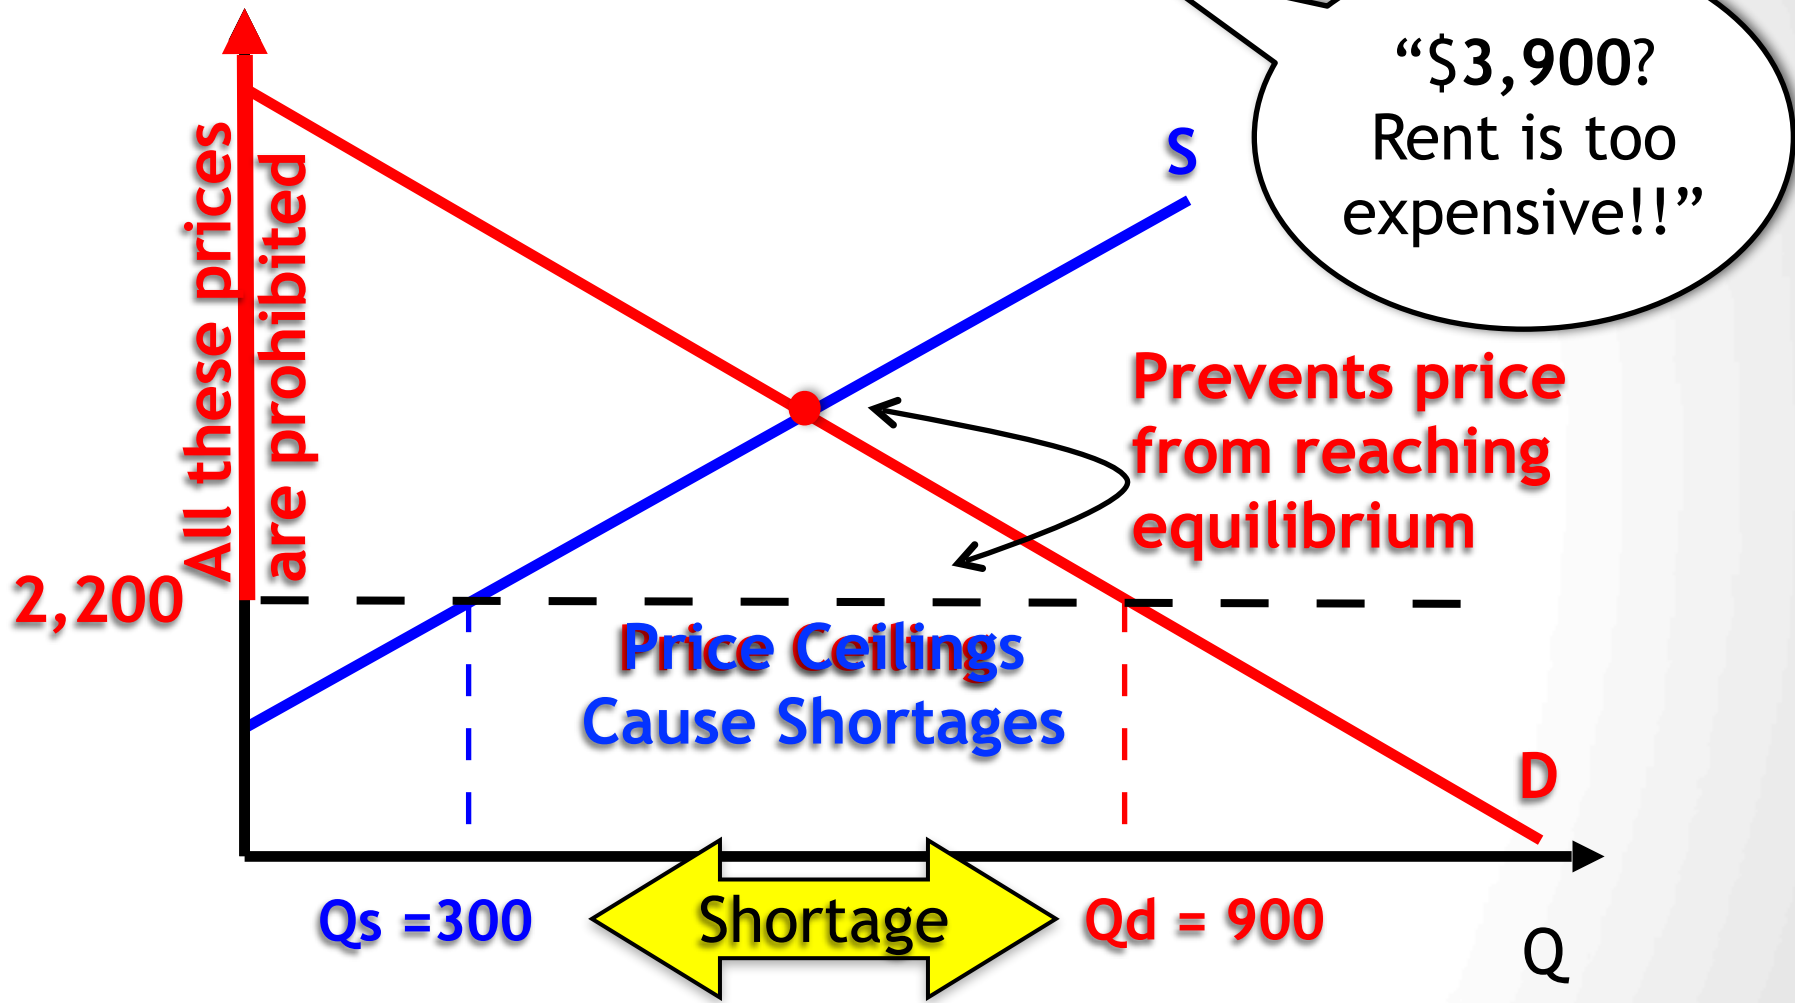 “$3,900?
Rent is too
expensive!!”
S
All these prices
are prohibited
Prevents price
from reaching
equilibrium
2,200
Price Ceilings
Cause Shortages
D
Qs =300
Shortage
Qd = 900
Q